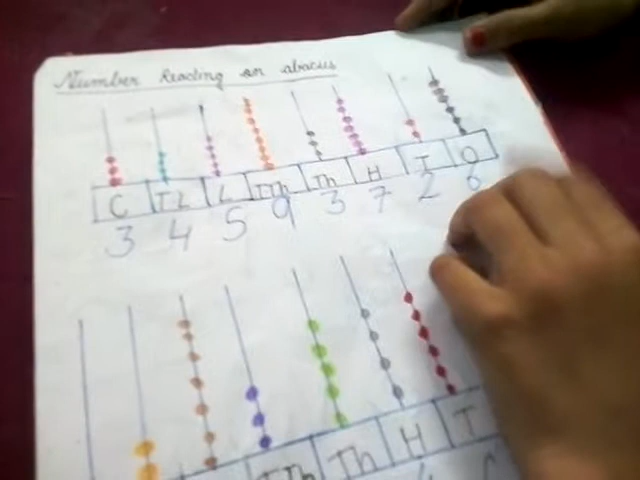 Number Reading on abacus
C TL L TTh Th H T O
3 4 5 9 3 7 2 6
TTh Th H T